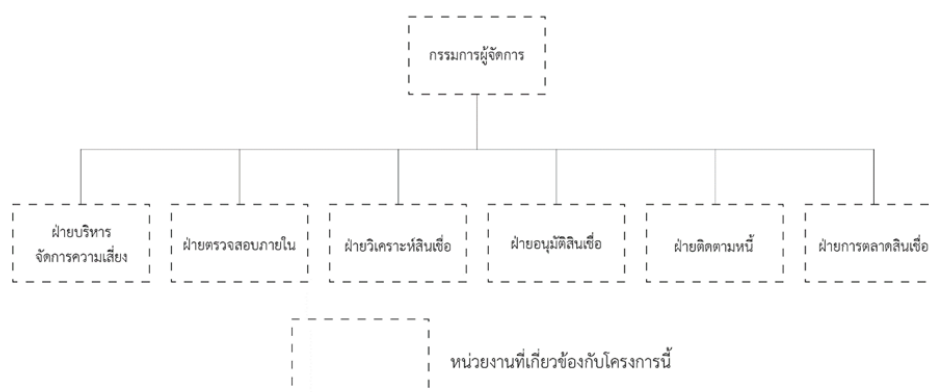 กรรมการผู้จัดการ
ฝ่ายบริหาร
จัดการความเสี่ยง
ฝ่ายตรวจสอบภายใน
ฝ่ายวิเคราะห์สินเชื่อ
ฝ่ายอนุมัติสินเชื่อ
ฝ่ายติดตามหนี้
ฝ่ายการตลาดสินเชื่อ
หน่วยงานที่เกี่ยวข้องกับโครงการนี้